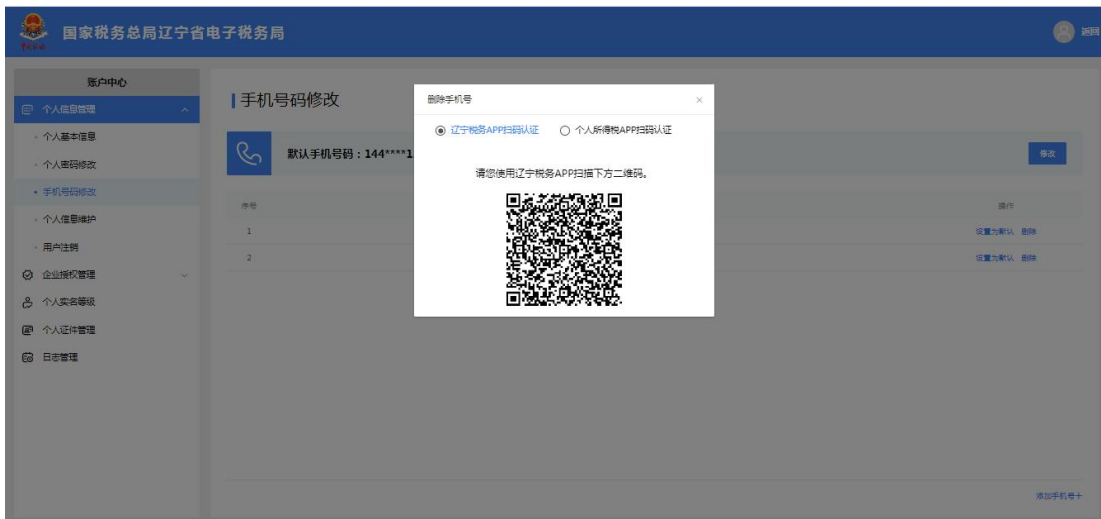 国家税务总局辽宁省电子税务局
返回
账户中心
个人信息管理
个人基本信息
个人密码修改
手机号码修改
个人信息维护
用户注销
企业授权管理
个人实名等级
个人证件管理
日志管理
手机号码修改
默认手机号码：144****1
修改
序号 操作
1 设置为默认 删除
2 设置为默认 删除
添加手机号+
删除手机号 ×
辽宁税务APP扫码认证 个人所得税APP扫码认证
请您使用辽宁税务APP扫描下方二维码。